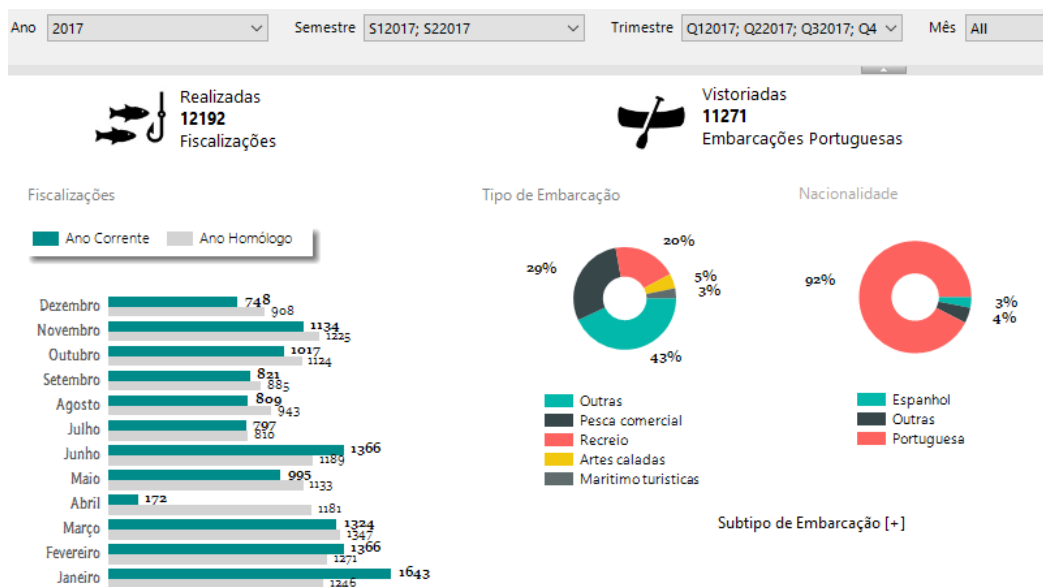 Ano 2017 Semestre S12017; S22017 Trimestre Q12017; Q22017; Q32017; Q4 Mês All
Realizadas
12192
Fiscalizações
Vistoriadas
11271
Embarcações Portuguesas
Fiscalizações
Ano Corrente Ano Homólogo
Dezembro 748 908
Novembro 1134 1225
Outubro 1017 1124
Setembro 821 885
Agosto 809 943
Julho 797 810
Junho 1366 1189
Maio 995 1133
Abril 172 1181
Março 1324 1347
Fevereiro 1366 1271
Janeiro 1643 1246
Tipo de Embarcação
20%
29%
5%
3%
43%
Outras
Pesca comercial
Recreio
Artes caladas
Maritimo turisticas
Nacionalidade
92%
3%
4%
Espanhol
Outras
Portuguesa
Subtipo de Embarcação [+]